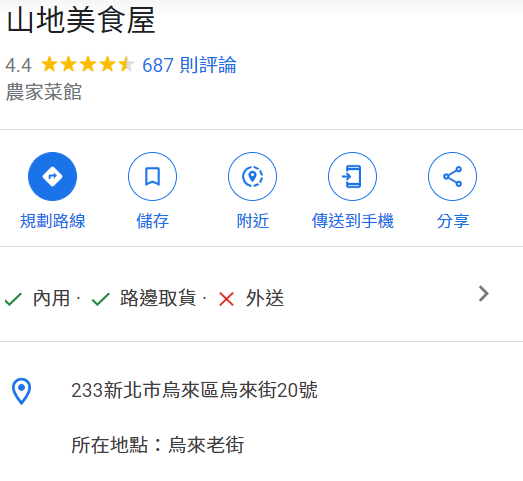 山地美食屋
4.4 687 則評論
農家菜館
規劃路線 儲存 附近 傳送到手機 分享
內用 · 路邊取貨 · 外送
233新北市烏來區烏來街20號
所在地點：烏來老街